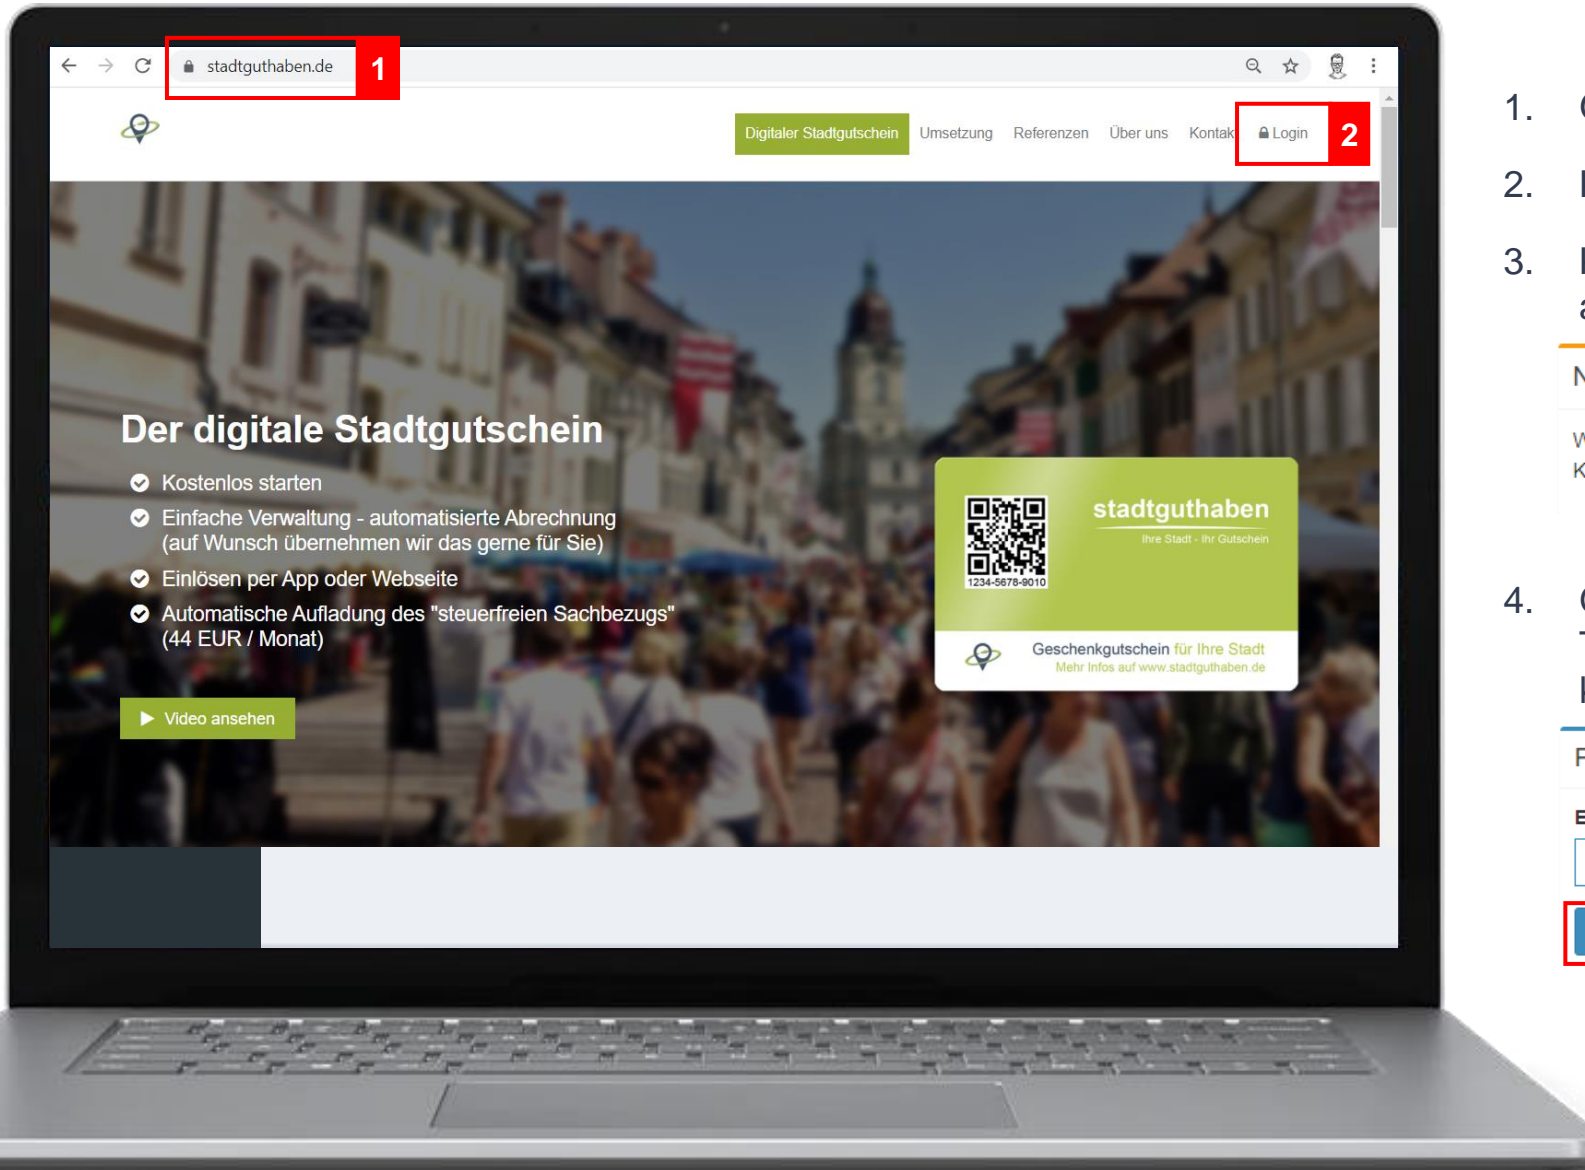 stadtguthaben.de
1
Digitaler Stadtgutschein Umsetzung Referenzen Über uns Kontak Login 2
Der digitale Stadtgutschein
Kostenlos starten
Einfache Verwaltung - automatisierte Abrechnung
(auf Wunsch übernehmen wir das gerne für Sie)
Einlösen per App oder Webseite
Automatische Aufladung des "steuerfreien Sachbezugs"
(44 EUR / Monat)
Video ansehen
stadtguthaben
Ihre Stadt - Ihr Gutschein
1234-5678-9010
Geschenkgutschein für Ihre Stadt
Mehr Infos auf www.stadtguthaben.de
1.
2.
3.
4.